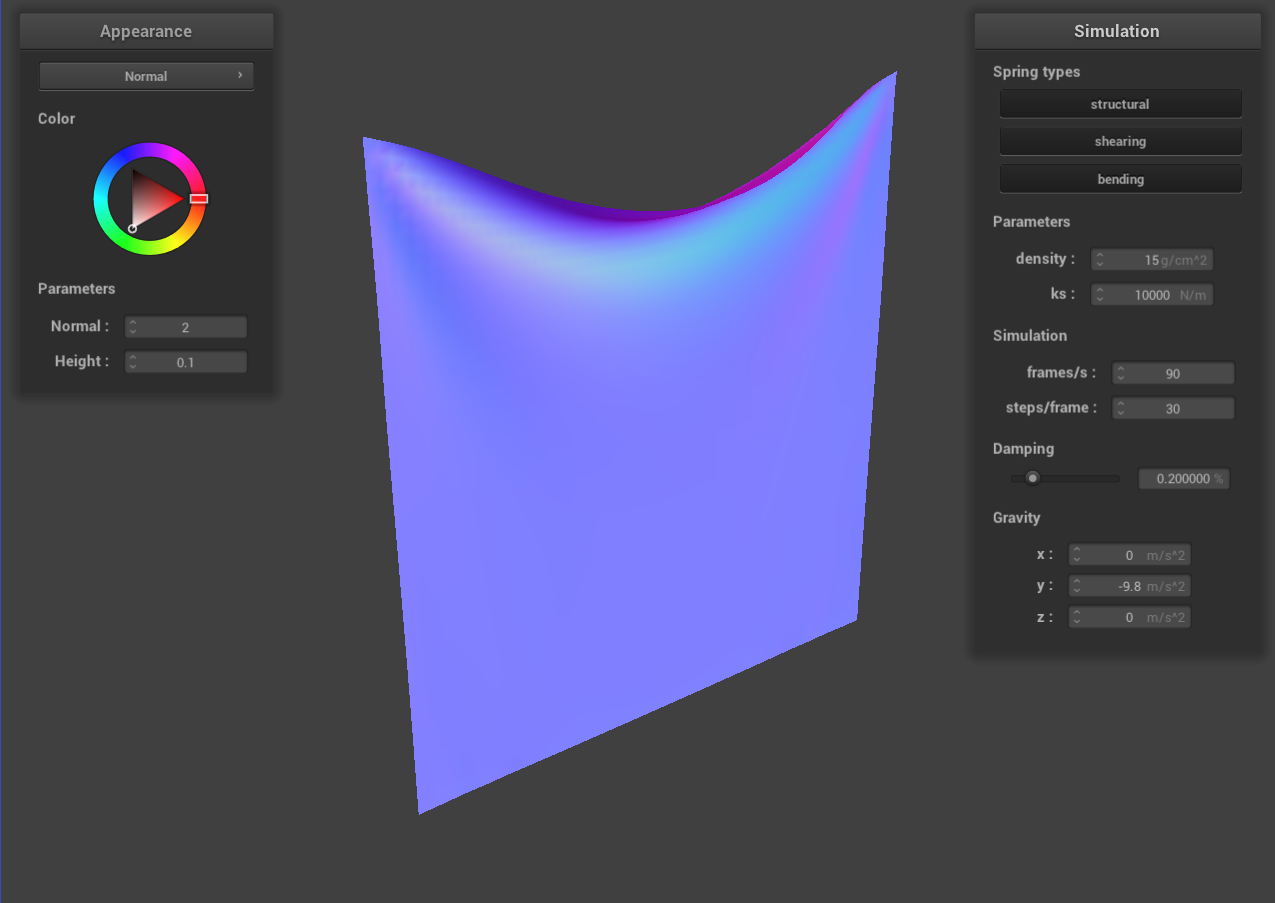 Appearance
Normal
Color
Parameters
Normal : 2
Height : 0.1
Simulation
Spring types
structural
shearing
bending
Parameters
density : 15 g/cm^2
ks : 10000 N/m
Simulation
frames/s : 90
steps/frame : 30
Damping
0.200000 %
Gravity
x : 0 m/s^2
y : -9.8 m/s^2
z : 0 m/s^2